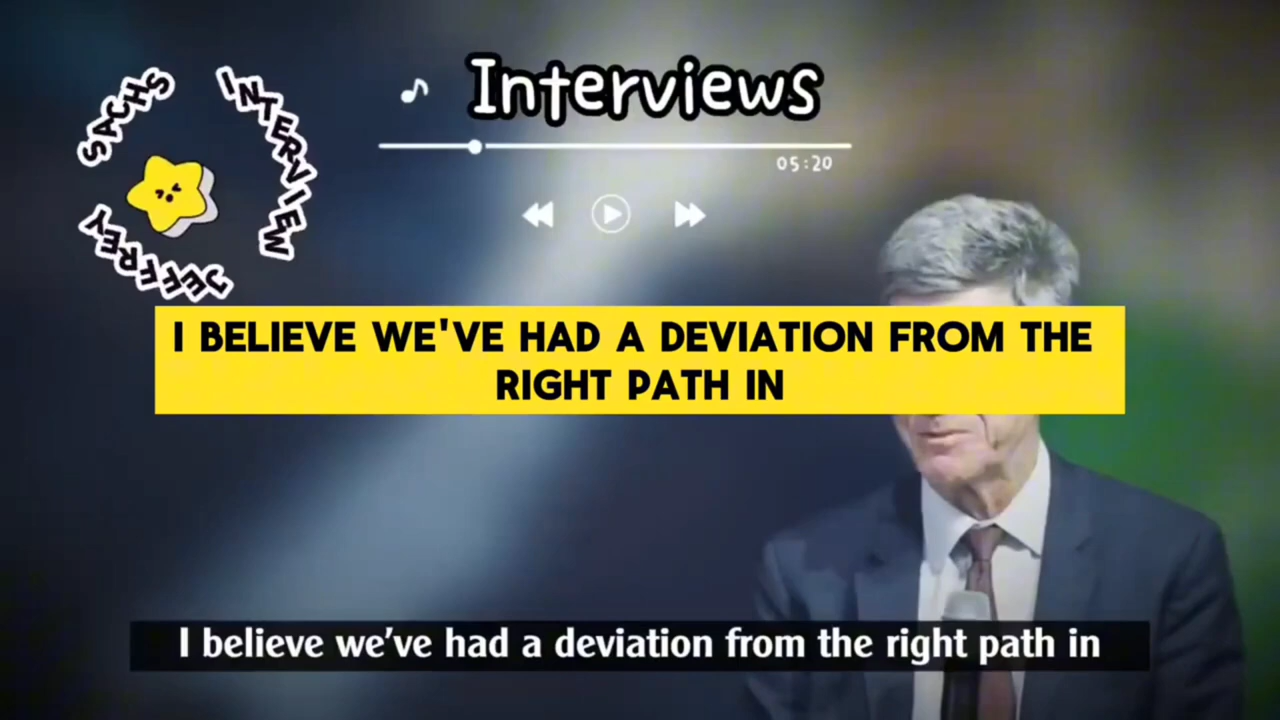 SACHS
INTERVIEW
JEFFREY
Interviews
05:20
I BELIEVE WE'VE HAD A DEVIATION FROM THE
RIGHT PATH IN
I believe we've had a deviation from the right path in